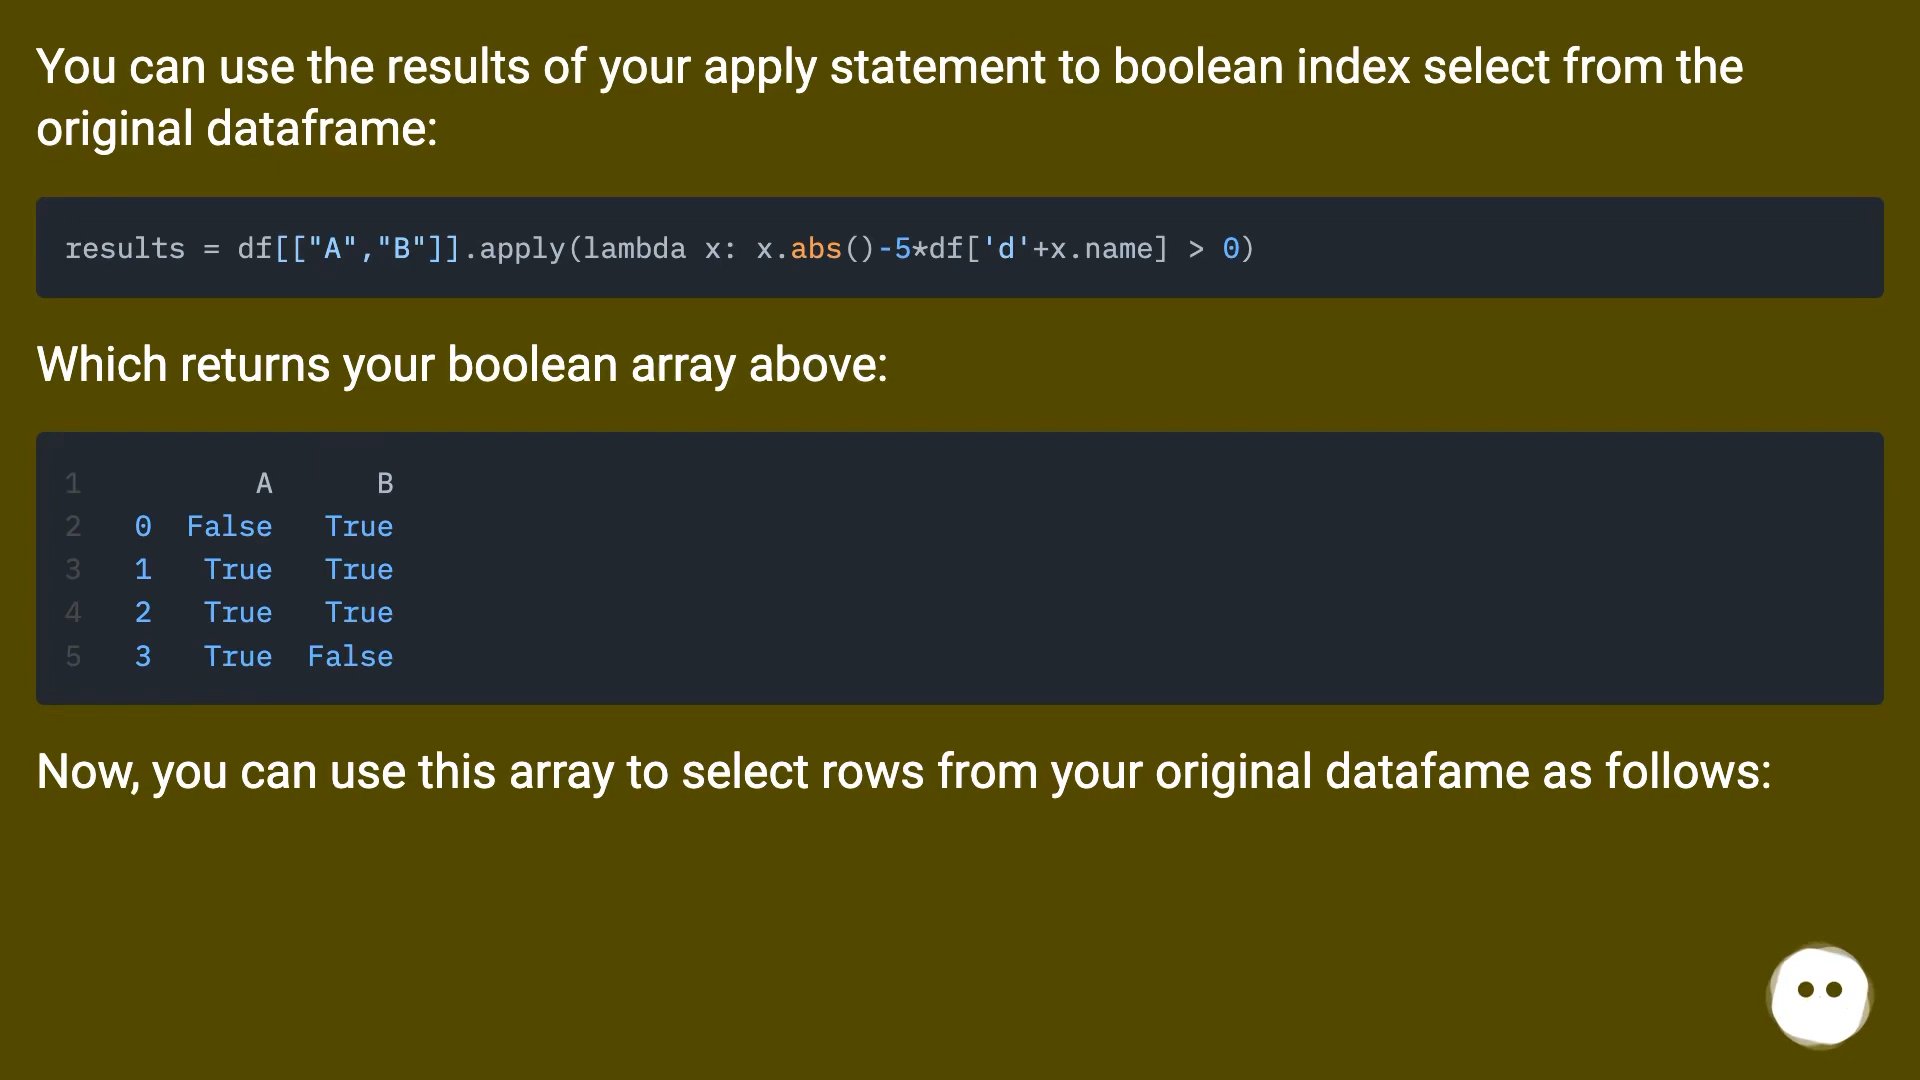 You can use the results of your apply statement to boolean index select from the
original dataframe:
results = df[["A","B"]].apply(lambda x: x.abs()-5*df['d'+x.name] > 0)
Which returns your boolean array above:
1 A B
2 0 False True
3 1 True True
4 2 True True
5 3 True False
Now, you can use this array to select rows from your original datafame as follows: